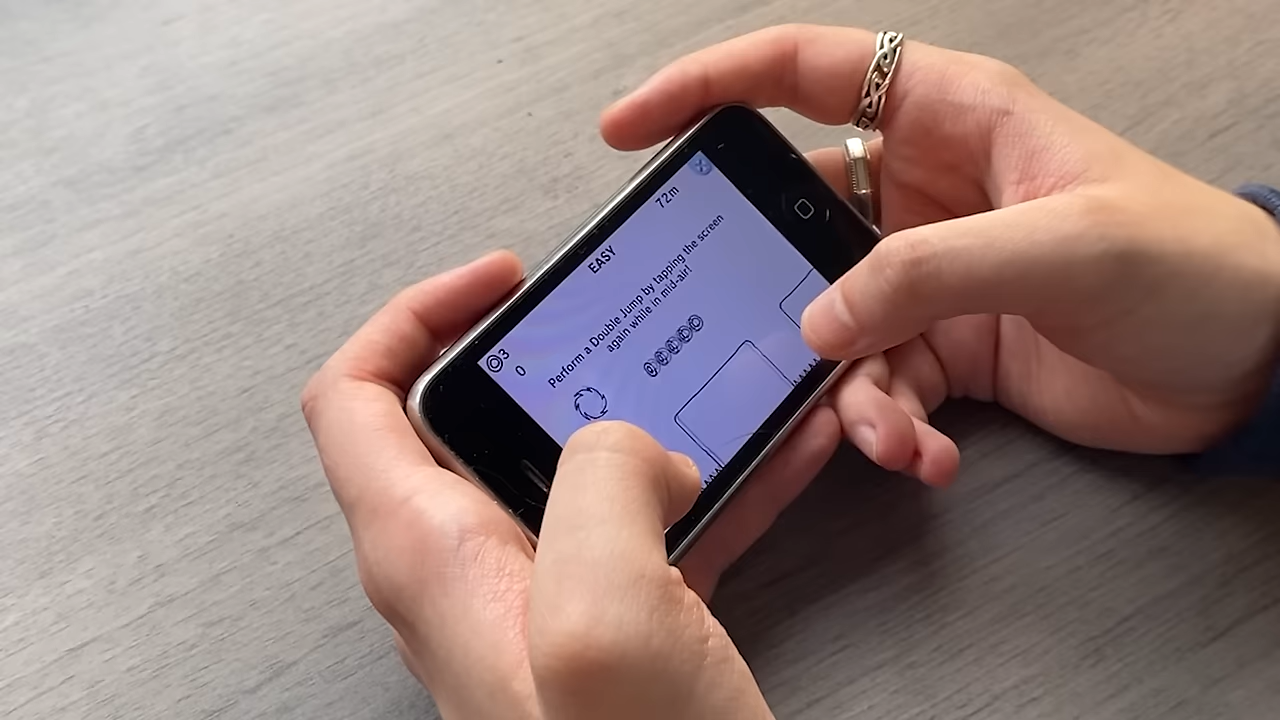 3
0
EASY
72m
Perform a Double Jump by tapping the screen
again while in mid-air!